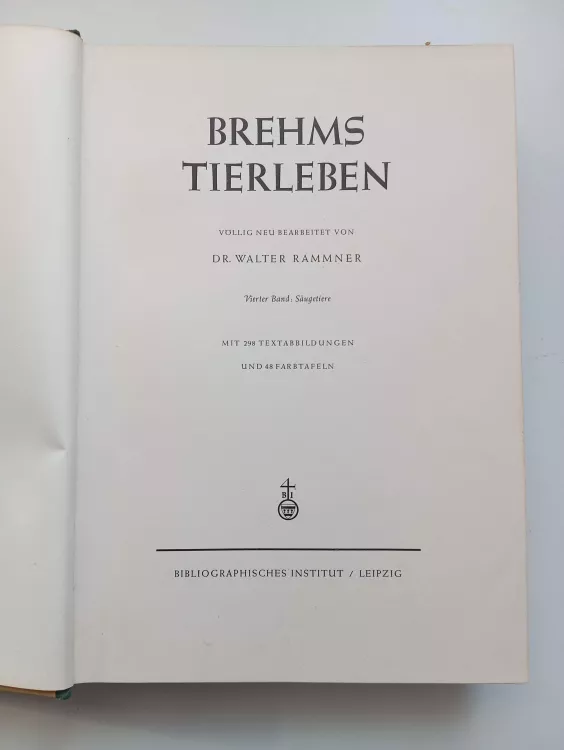 BREHMS
TIERLEBEN
VÖLLIG NEU BEARBEITET VON
DR. WALTER RAMMNER
Vierter Band: Säugetiere
MIT 298 TEXTABBILDUNGEN
UND 48 FARBTAFELN
B I
BIBLIOGRAPHISCHES INSTITUT / LEIPZIG